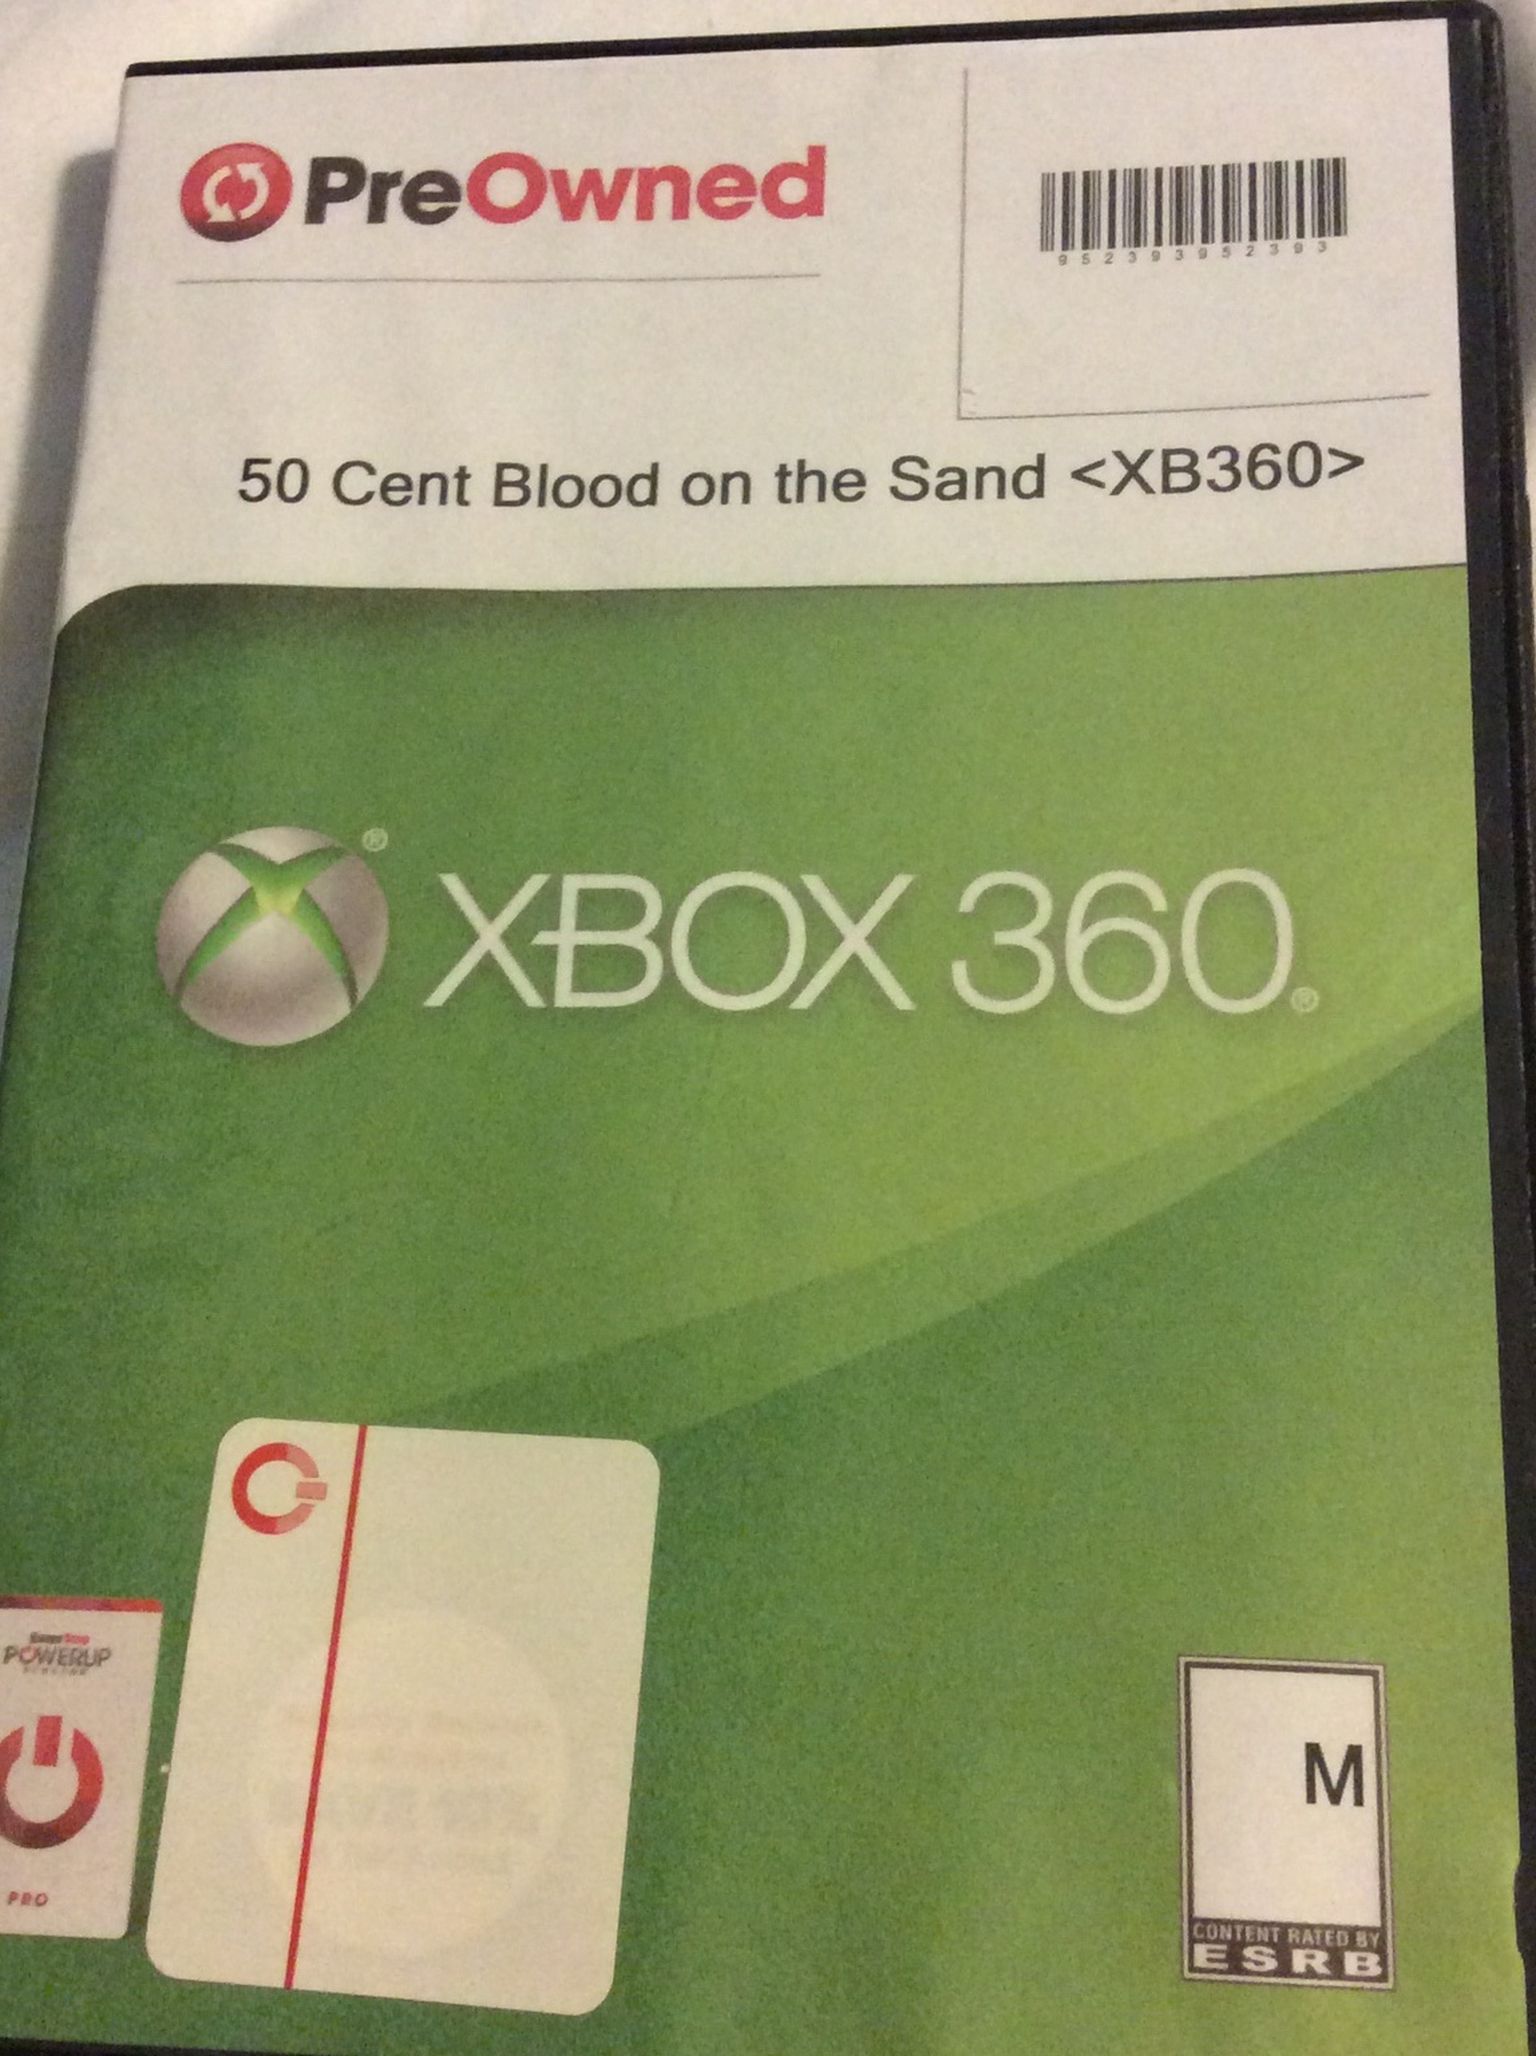 PreOwned
952393952393
50 Cent Blood on the Sand <XB360>
® XBOX 360®
POWERUP
PRO
M
CONTENT RATED BY
ESRB